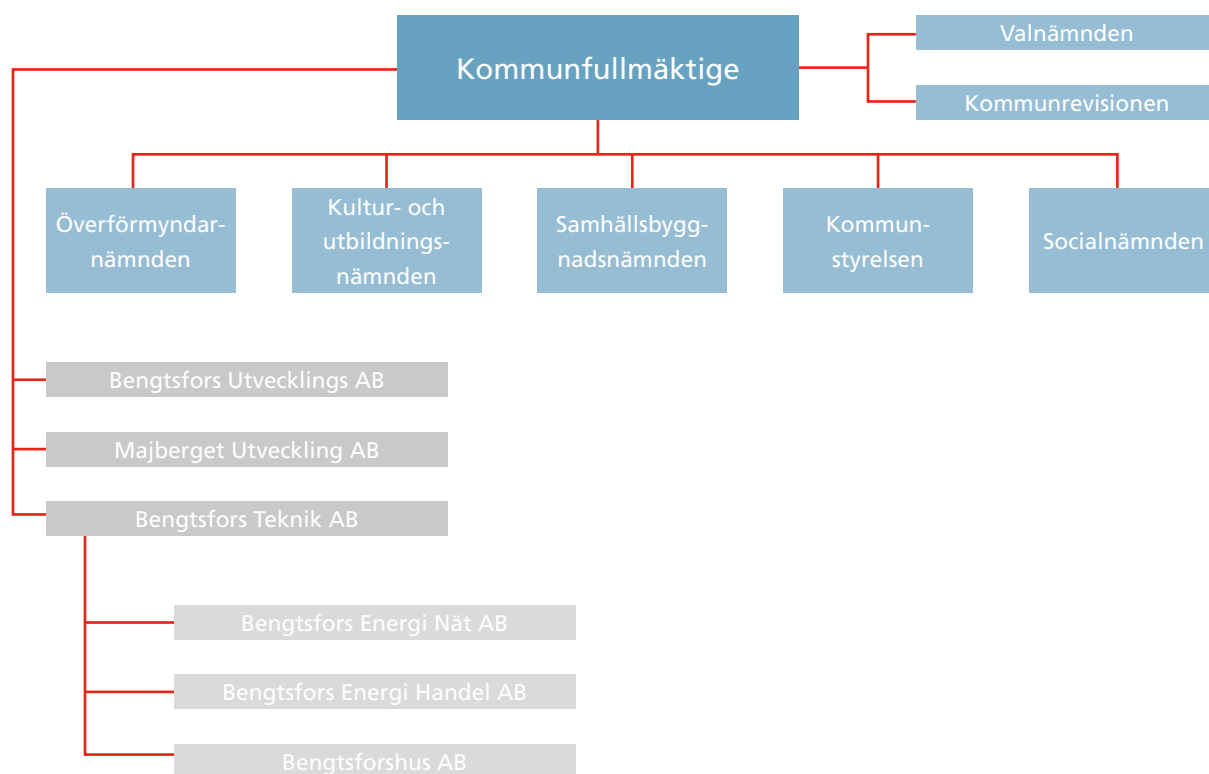 Kommunfullmäktige
Valnämnden
Kommunrevisionen
Överförmyndar-
nämnden
Kultur- och
utbildnings-
nämnden
Samhällsbygg-
nadsnämnden
Kommun-
styrelsen
Socialnämnden
Bengtsfors Utvecklings AB
Majberget Utveckling AB
Bengtsfors Teknik AB
Bengtsfors Energi Nät AB
Bengtsfors Energi Handel AB
Bengtsforshus AB